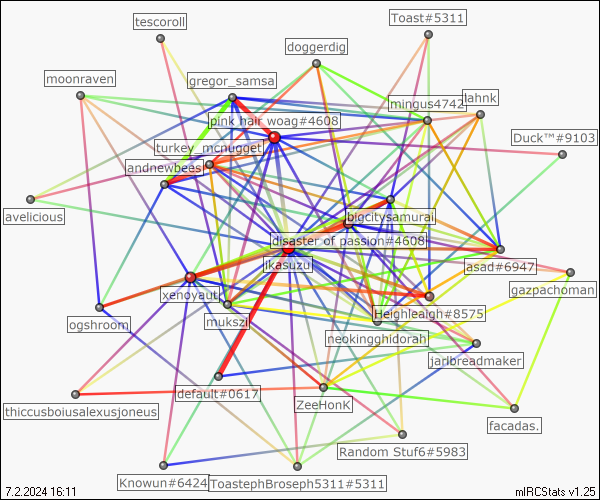 tescoroll
Toast#5311
doggerdig
moonraven
gregor_samsa
mingus4742
pink hair woag#4608
Duck™#9103
turkey_mcnugget
andnewbees
avelicious
bigcitysamurai
disaster of passion#4608
ikasuzu
asad#6947
gazpachoman
xenoyaut
mukszi
Heighleaigh#8575
ogshroom
neokingghidorah
jarlbreadmaker
default#0617
ZeeHonK
thiccusboiusalexusjoneus
facadas.
Random Stuf6#5983
Knowun#6424
ToastephBroseph5311#5311
7.2.2024 16:11
mIRCStats v1.25